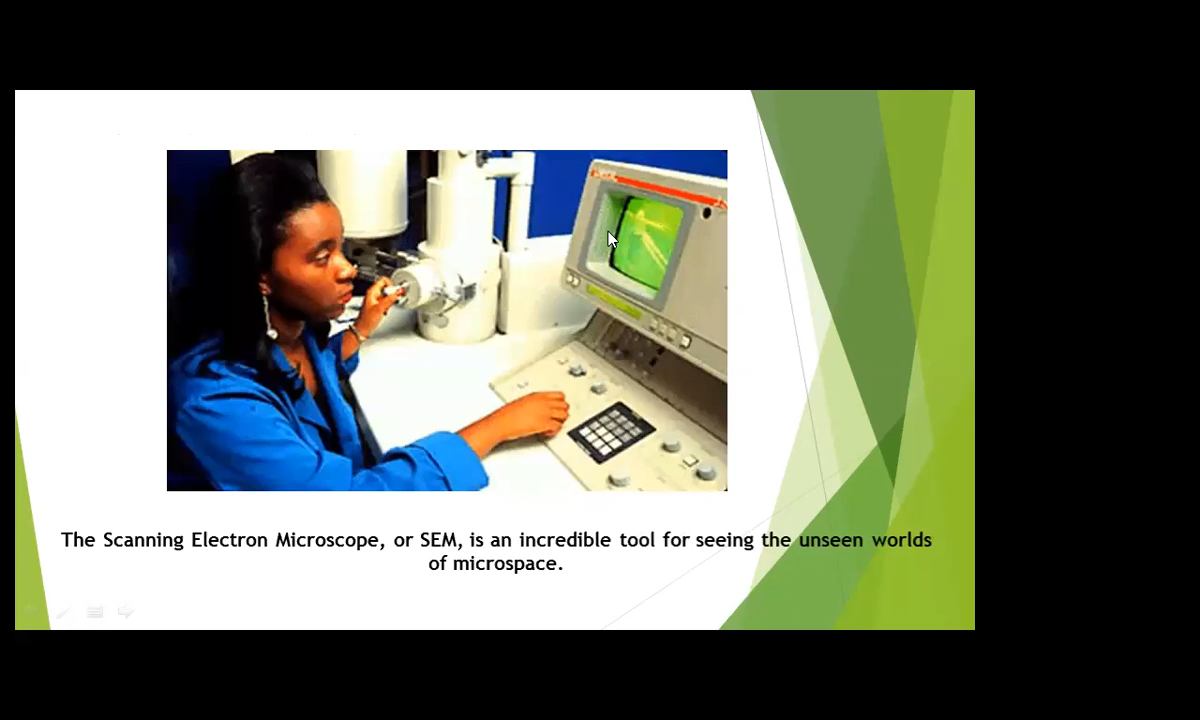 The Scanning Electron Microscope, or SEM, is an incredible tool for seeing the unseen worlds
of microspace.